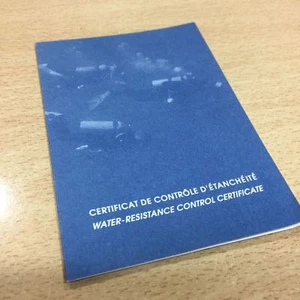 CERTIFICAT DE CONTRÔLE D'ÉTANCHÉITÉ
WATER-RESISTANCE CONTROL CERTIFICATE